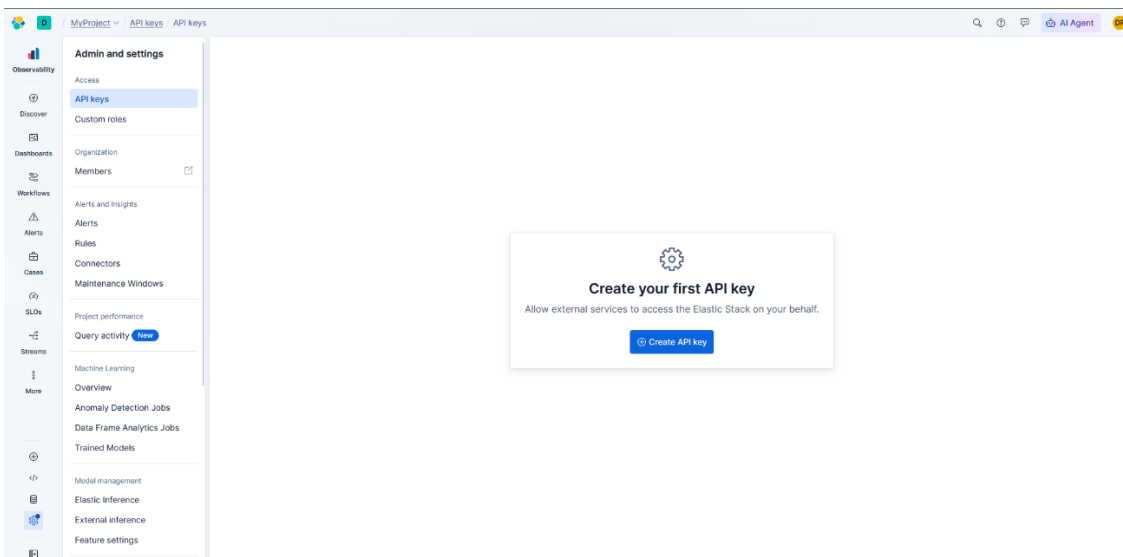 D / MyProject / API keys / API keys
AI Agent
DR
Observability
Discover
Dashboards
Workflows
Alerts
Cases
SLOs
Streams
More
Admin and settings
Access
API keys
Custom roles
Organization
Members
Alerts and Insights
Alerts
Rules
Connectors
Maintenance Windows
Project performance
Query activity New
Machine Learning
Overview
Anomaly Detection Jobs
Data Frame Analytics Jobs
Trained Models
Model management
Elastic Inference
External inference
Feature settings
Create your first API key
Allow external services to access the Elastic Stack on your behalf.
Create API key